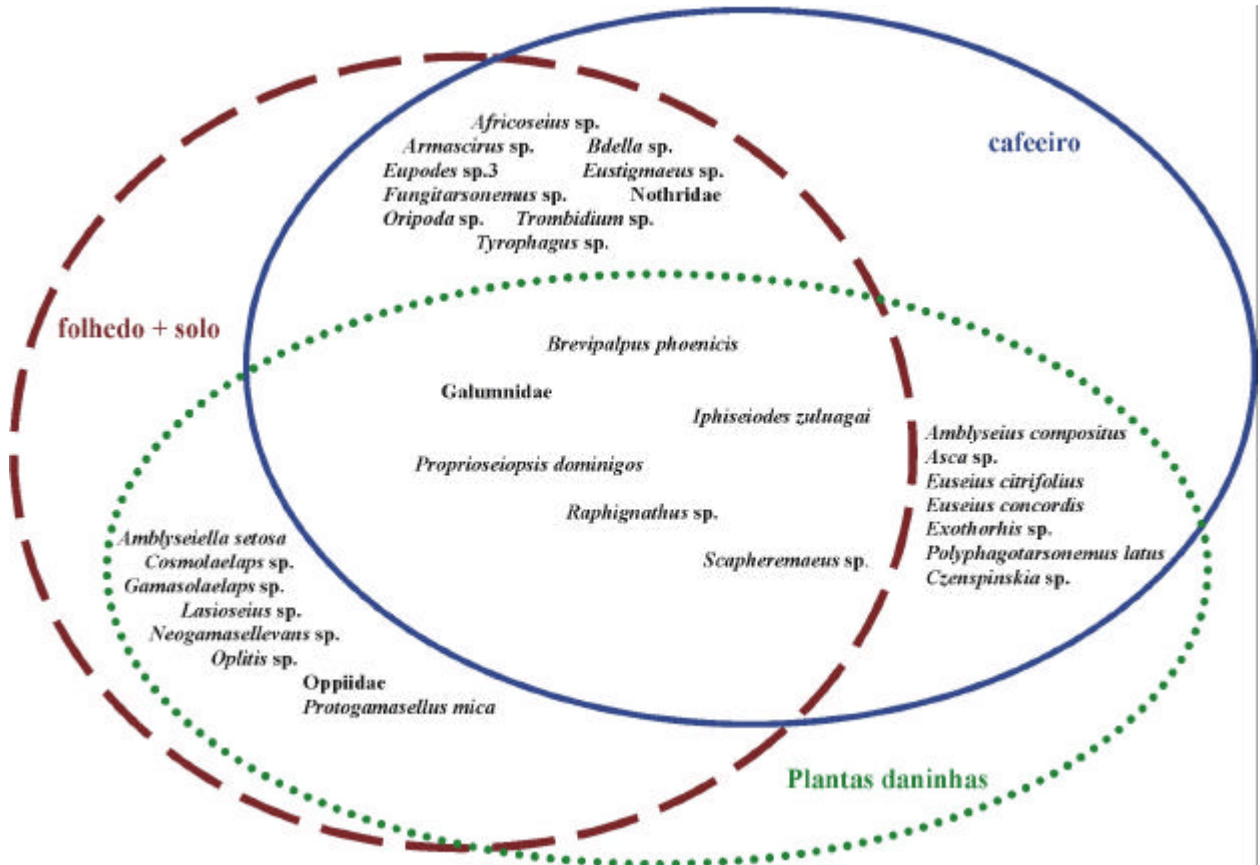 Africoseius sp.
cafeeiro
Armascirus sp. Bdella sp.
Eupodes sp.3 Eustigmaeus sp.
Fungitarsonemus sp. Nothridae
Oripoda sp. Trombidium sp.
Tyrophagus sp.
folhedo + solo
Brevipalpus phoenicis
Galumnidae
Iphiseiodes zuluagai
Proprioseiopsis dominigos
Raphignathus sp.
Scapheremaeus sp.
Amblyseius compositus
Asca sp.
Euseius citrifolius
Euseius concordis
Exothorhis sp.
Polyphagotarsonemus latus
Czenspinskia sp.
Amblyseiella setosa
Cosmolaelaps sp.
Gamasolaelaps sp.
Lasioseius sp.
Neogamasellevans sp.
Oplitis sp.
Oppiidae
Protogamasellus mica
Plantas daninhas